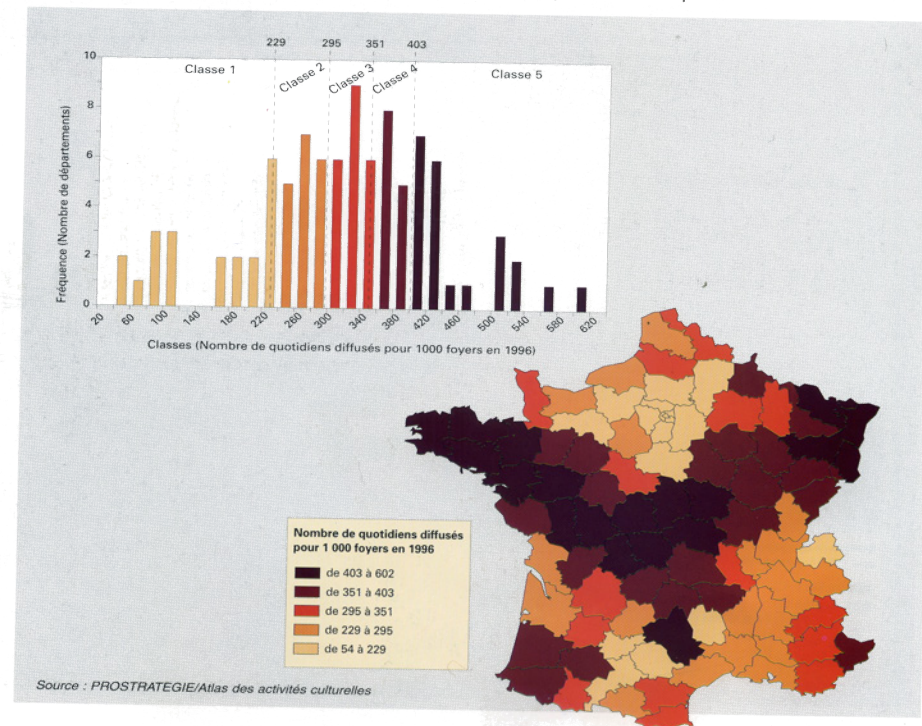 229 295 351 403
10
8
6
4
2
0
Classe 1
Classe 2
Classe 3
Classe 4
Classe 5
Fréquence (Nombre de départements)
20 60 100 140 180 220 260 300 340 380 420 460 500 540 580 620
Classes (Nombre de quotidiens diffusés pour 1000 foyers en 1996)
Nombre de quotidiens diffusés
pour 1 000 foyers en 1996
de 403 à 602
de 351 à 403
de 295 à 351
de 229 à 295
de 54 à 229
Source : PROSTRATEGIE/Atlas des activités culturelles